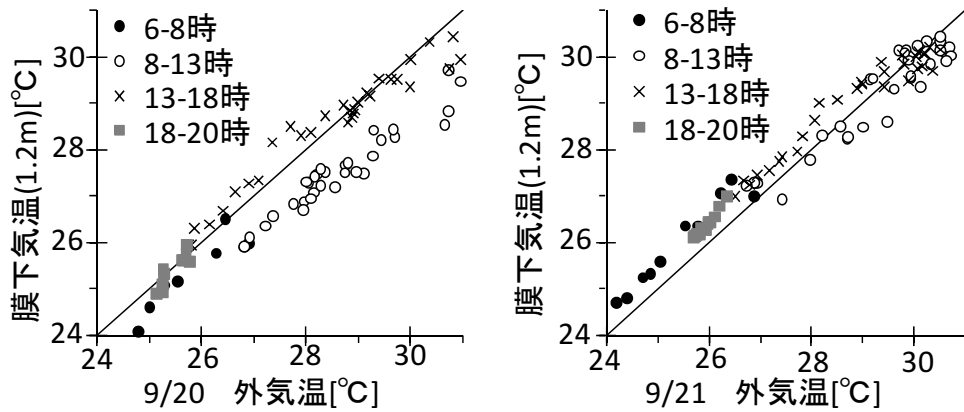 膜下気温(1.2m)[℃]
30
28
26
24
6-8時
8-13時
13-18時
18-20時
24 26 28 30
9/20 外気温[℃]
膜下気温(1.2m)[℃]
30
28
26
24
6-8時
8-13時
13-18時
18-20時
24 26 28 30
9/21 外気温[℃]